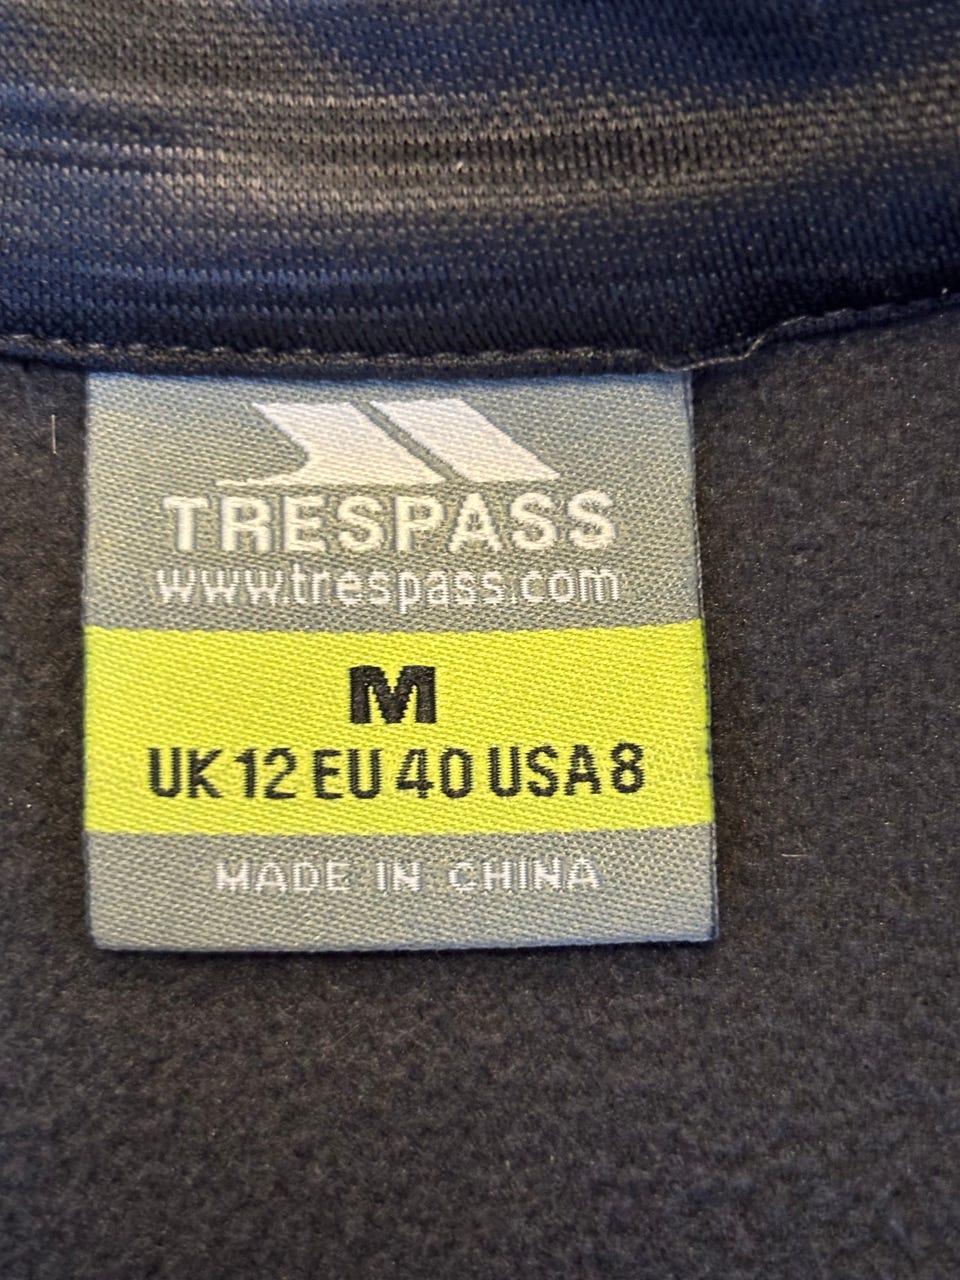 TRESPASS
www.trespass.com
M
UK 12 EU 40 USA 8
MADE IN CHINA